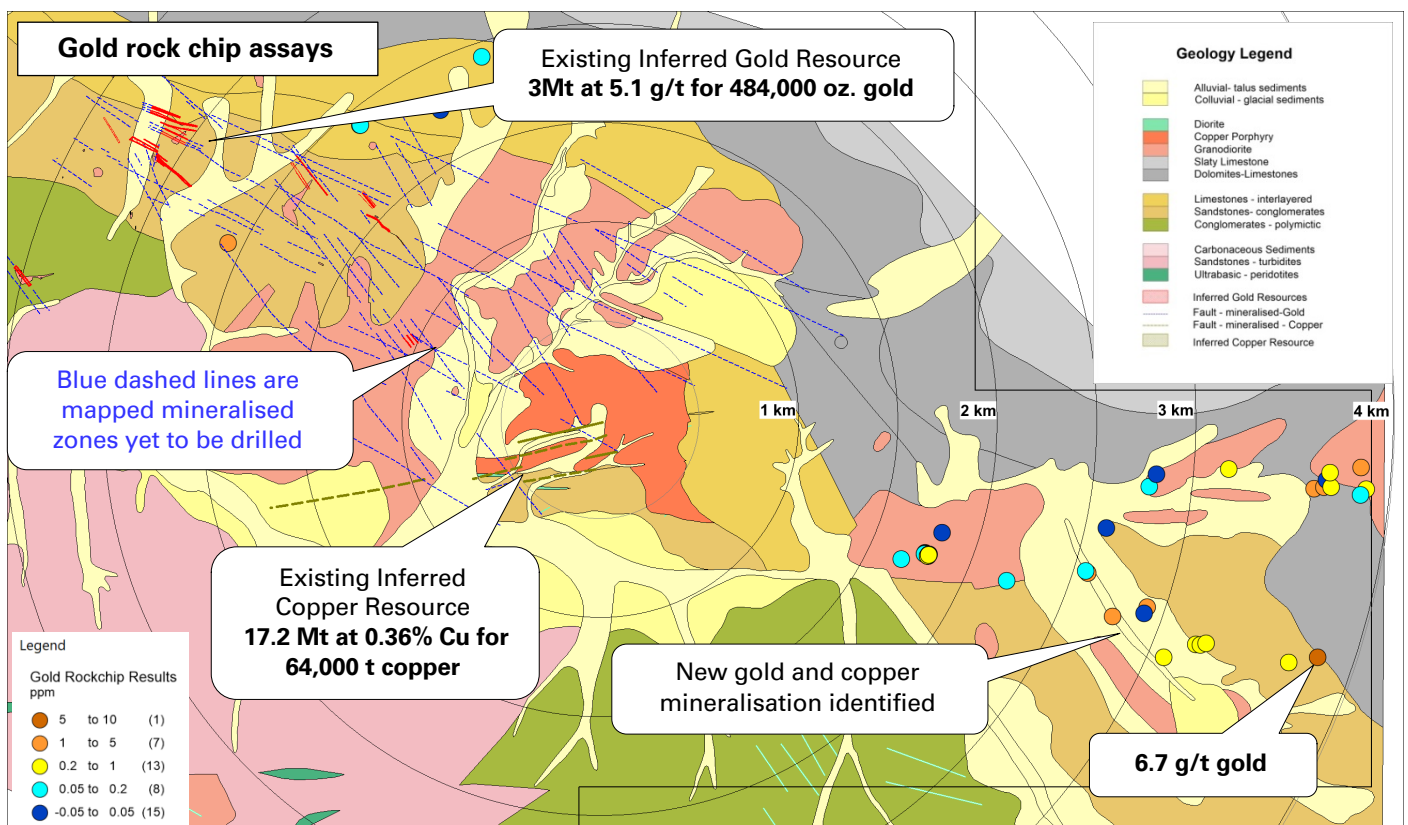 Gold rock chip assays
Existing Inferred Gold Resource
3Mt at 5.1 g/t for 484,000 oz. gold
Geology Legend
Alluvial- talus sediments
Colluvial - glacial sediments
Diorite
Copper Porphyry
Granodiorite
Slaty Limestone
Dolomites-Limestones
Limestones - interlayered
Sandstones- conglomerates
Conglomerates - polymictic
Carbonaceous Sediments
Sandstones - turbidites
Ultrabasic - peridotites
Inferred Gold Resources
Fault - mineralised-Gold
Fault - mineralised - Copper
Inferred Copper Resource
Blue dashed lines are
mapped mineralised
zones yet to be drilled
1 km
2 km
3 km
4 km
Existing Inferred
Copper Resource
17.2 Mt at 0.36% Cu for
64,000 t copper
New gold and copper
mineralisation identified
6.7 g/t gold
Legend
Gold Rockchip Results
ppm
5 to 10 (1)
1 to 5 (7)
0.2 to 1 (13)
0.05 to 0.2 (8)
-0.05 to 0.05 (15)